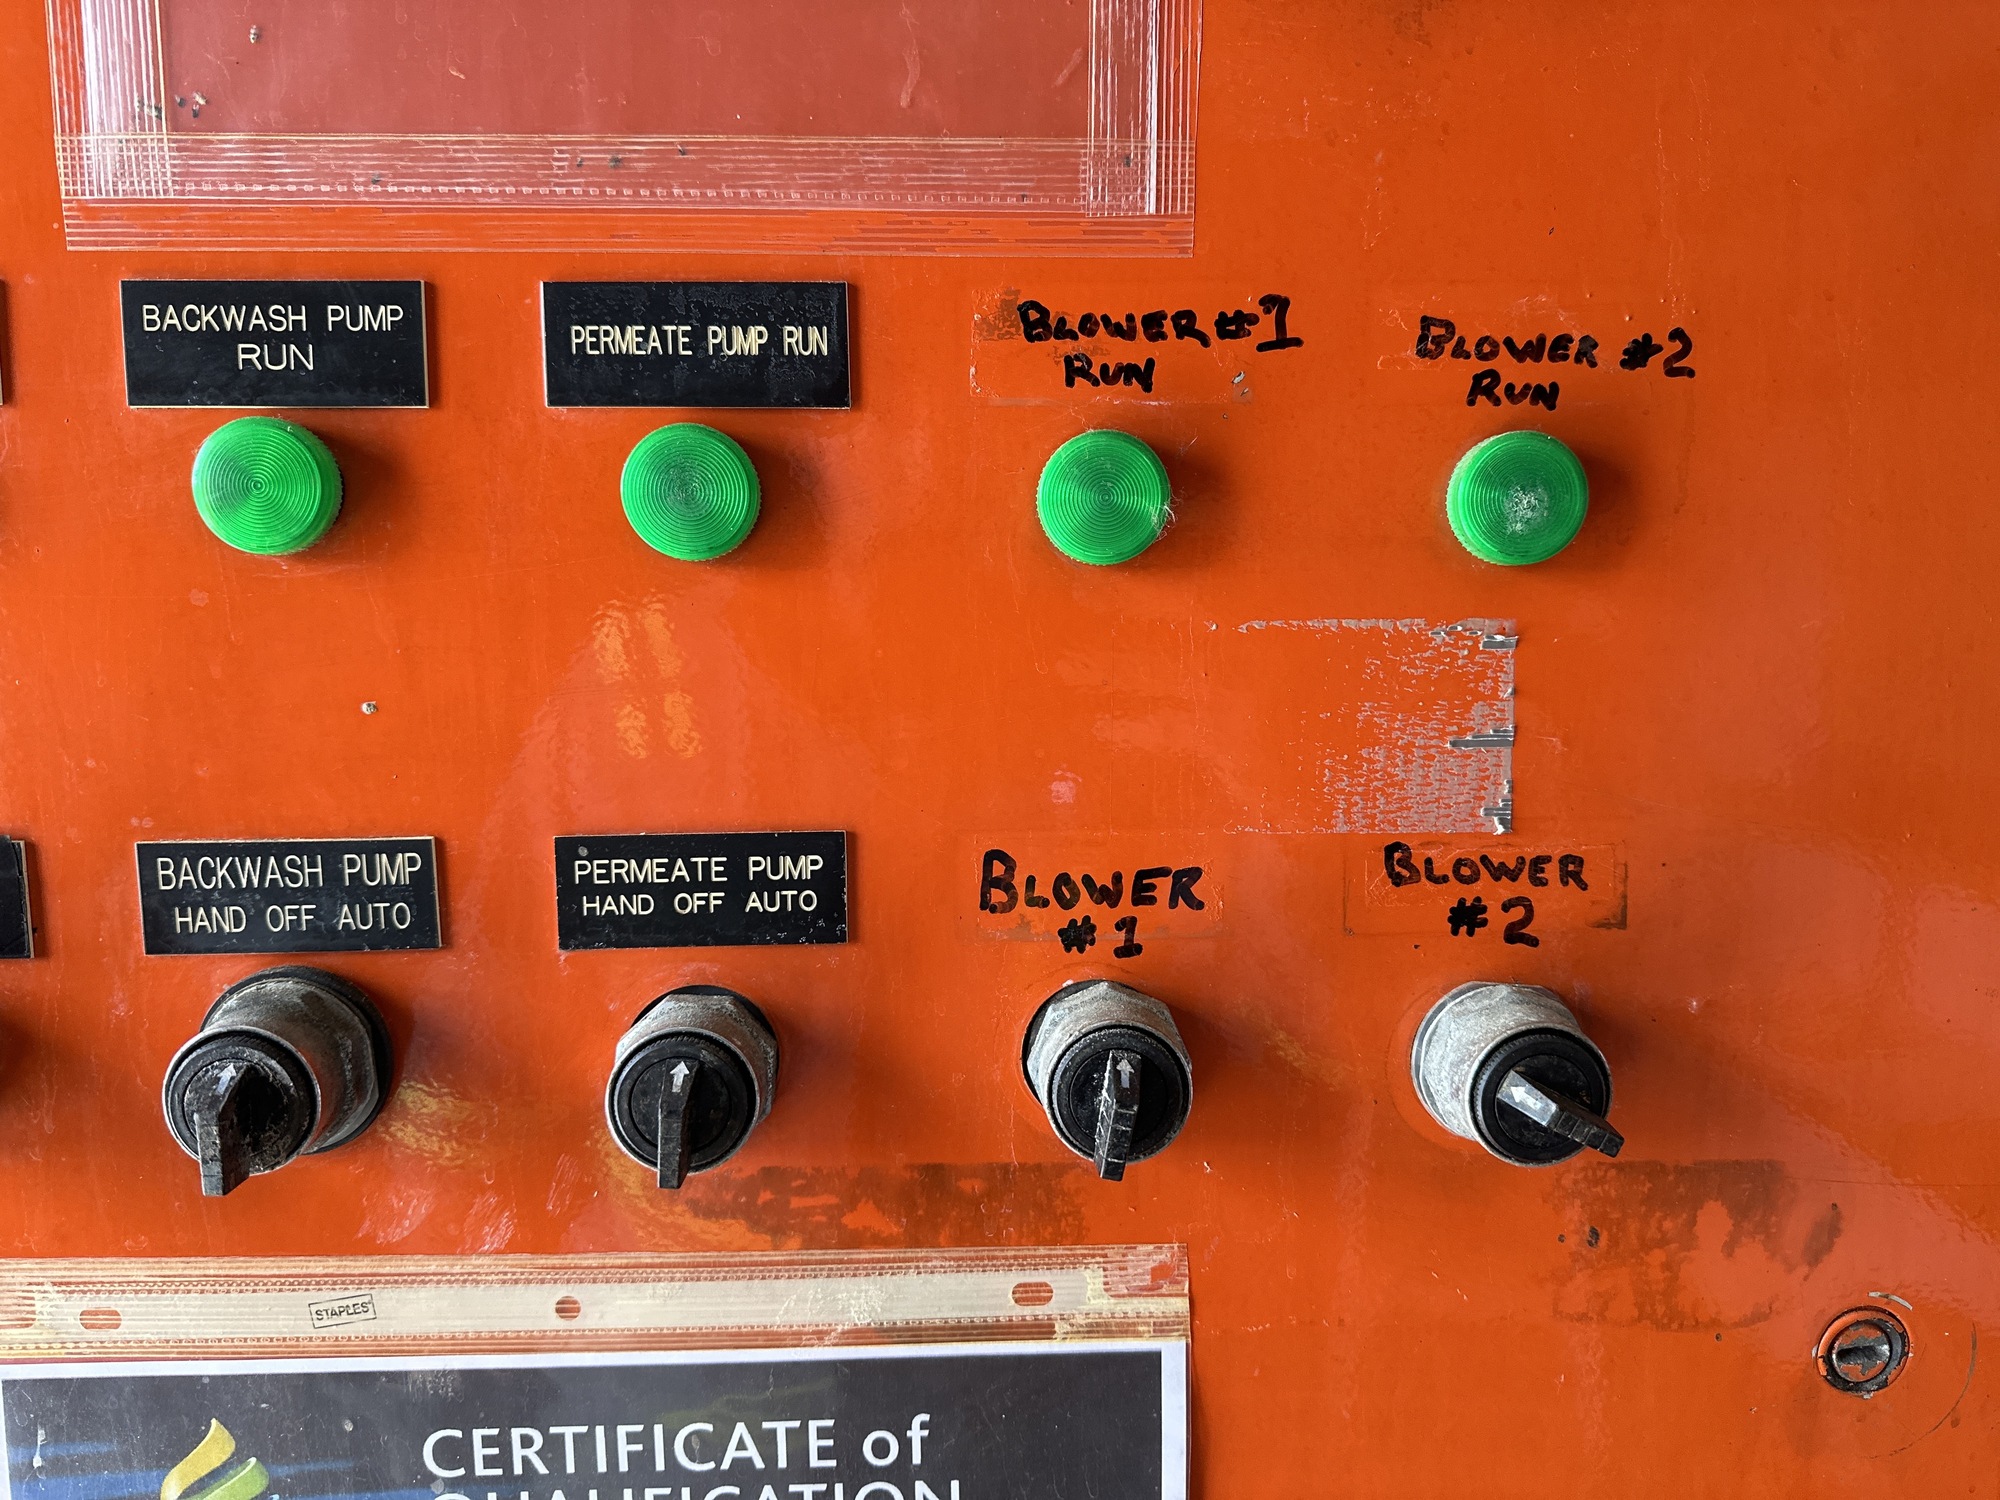 BACKWASH PUMP
RUN
PERMEATE PUMP RUN
BLOWER #1
RUN
BLOWER #2
RUN
BACKWASH PUMP
HAND OFF AUTO
PERMEATE PUMP
HAND OFF AUTO
BLOWER
#1
BLOWER
#2
STAPLES
CERTIFICATE of
QUALIFICATION